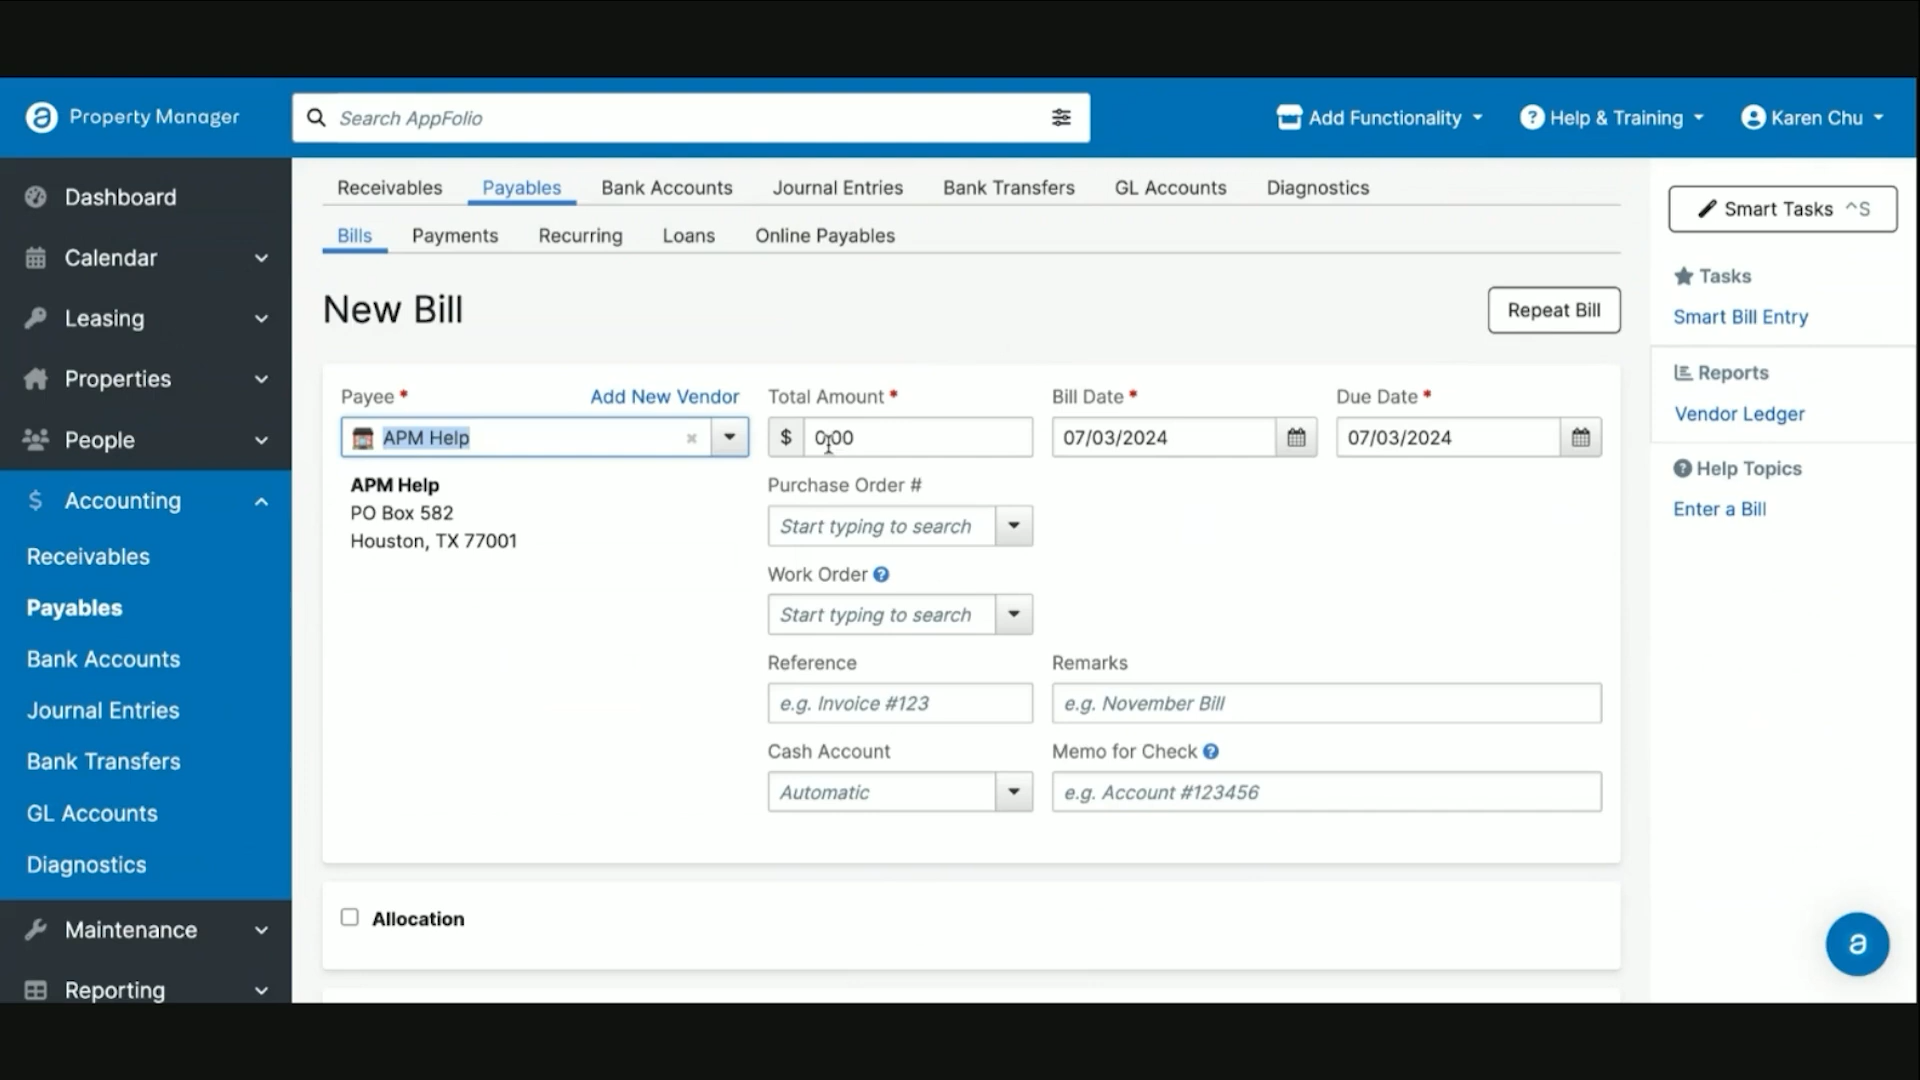 Property Manager
Search AppFolio
Add Functionality
Help & Training
Karen Chu
Dashboard
Calendar
Leasing
Properties
People
Accounting
Receivables
Payables
Bank Accounts
Journal Entries
Bank Transfers
GL Accounts
Diagnostics
Maintenance
Reporting
Receivables Payables Bank Accounts Journal Entries Bank Transfers GL Accounts Diagnostics
Bills Payments Recurring Loans Online Payables
New Bill
Repeat Bill
Payee *
Add New Vendor
APM Help
APM Help
PO Box 582
Houston, TX 77001
Total Amount *
$ 0.00
Bill Date *
07/03/2024
Due Date *
07/03/2024
Purchase Order #
Start typing to search
Work Order
Start typing to search
Reference
e.g. Invoice #123
Remarks
e.g. November Bill
Cash Account
Automatic
Memo for Check
e.g. Account #123456
Allocation
Smart Tasks ^S
Tasks
Smart Bill Entry
Reports
Vendor Ledger
Help Topics
Enter a Bill